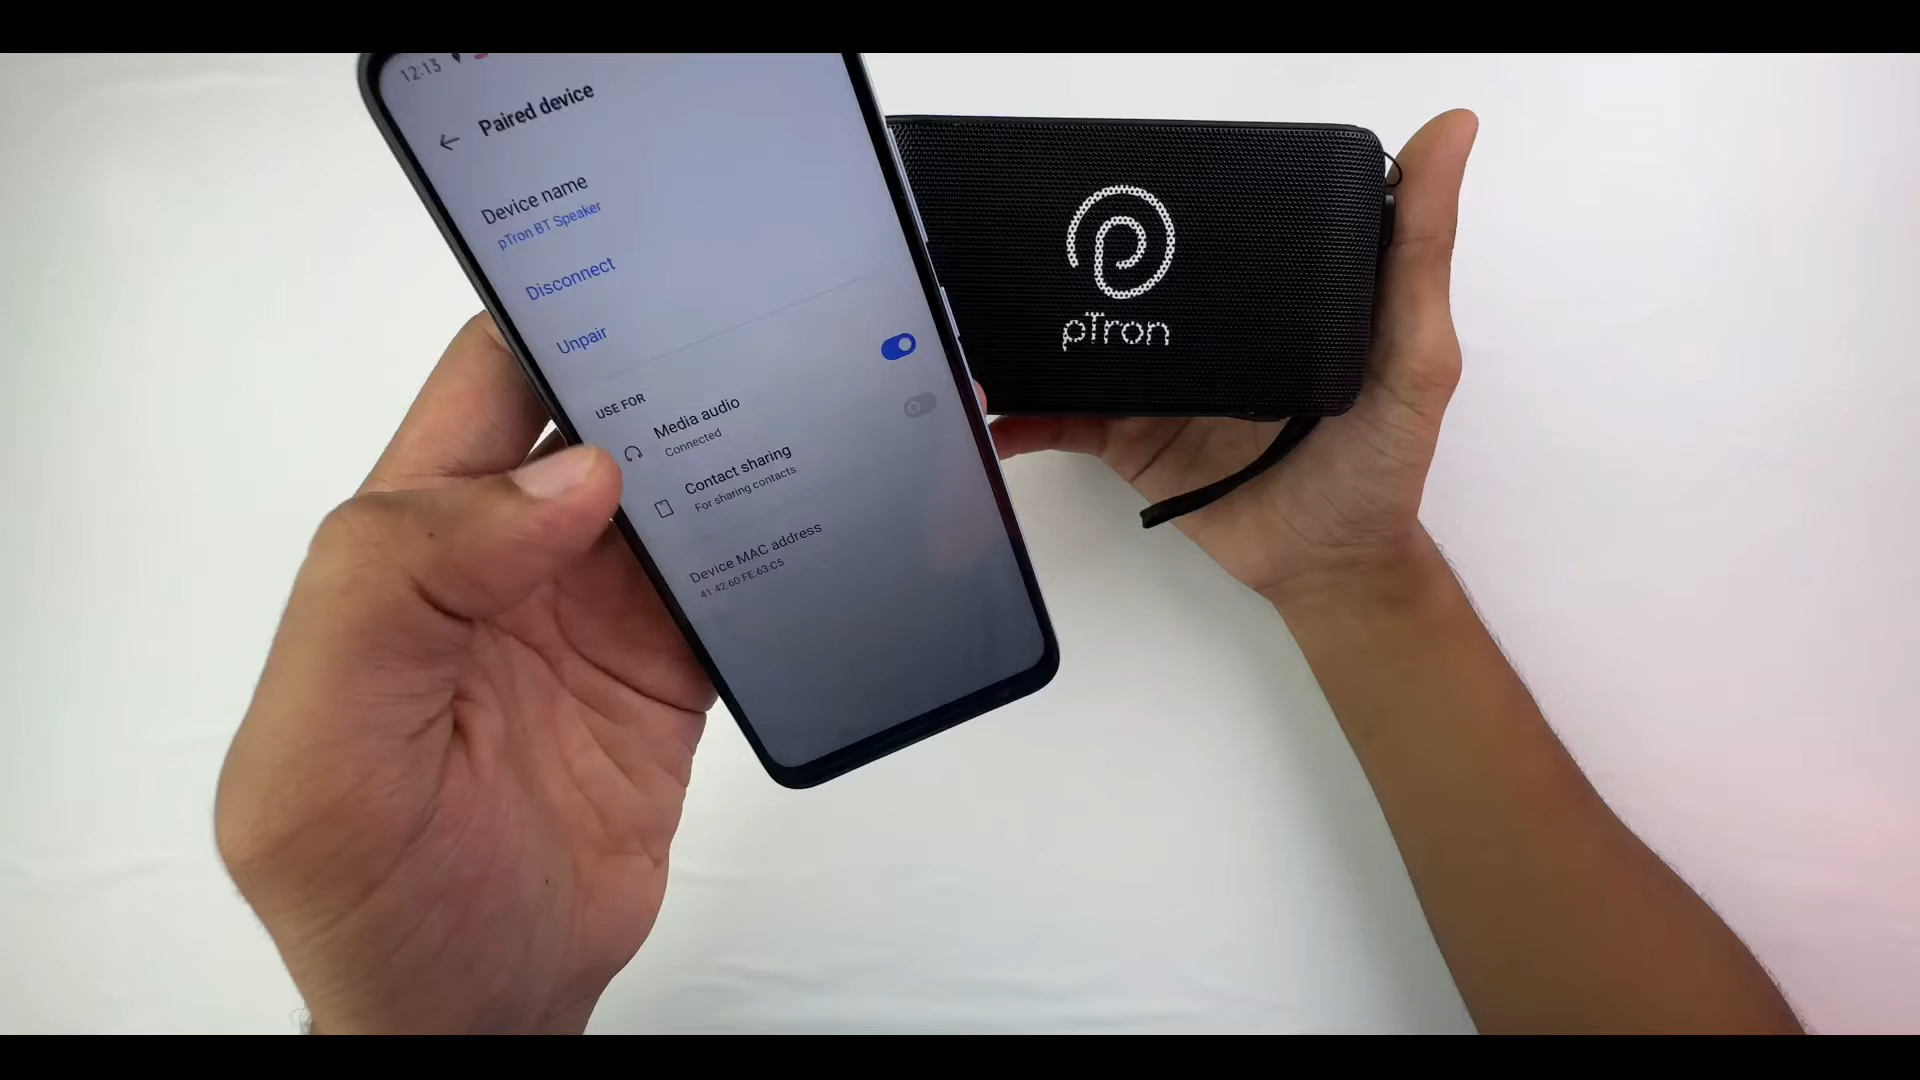 12:13
Paired device
Device name
pTron BT Speaker
Disconnect
Unpair
USE FOR
Media audio
Connected
Contact sharing
For sharing contacts
Device MAC address
41:42:60:FE:63:C5
pTron